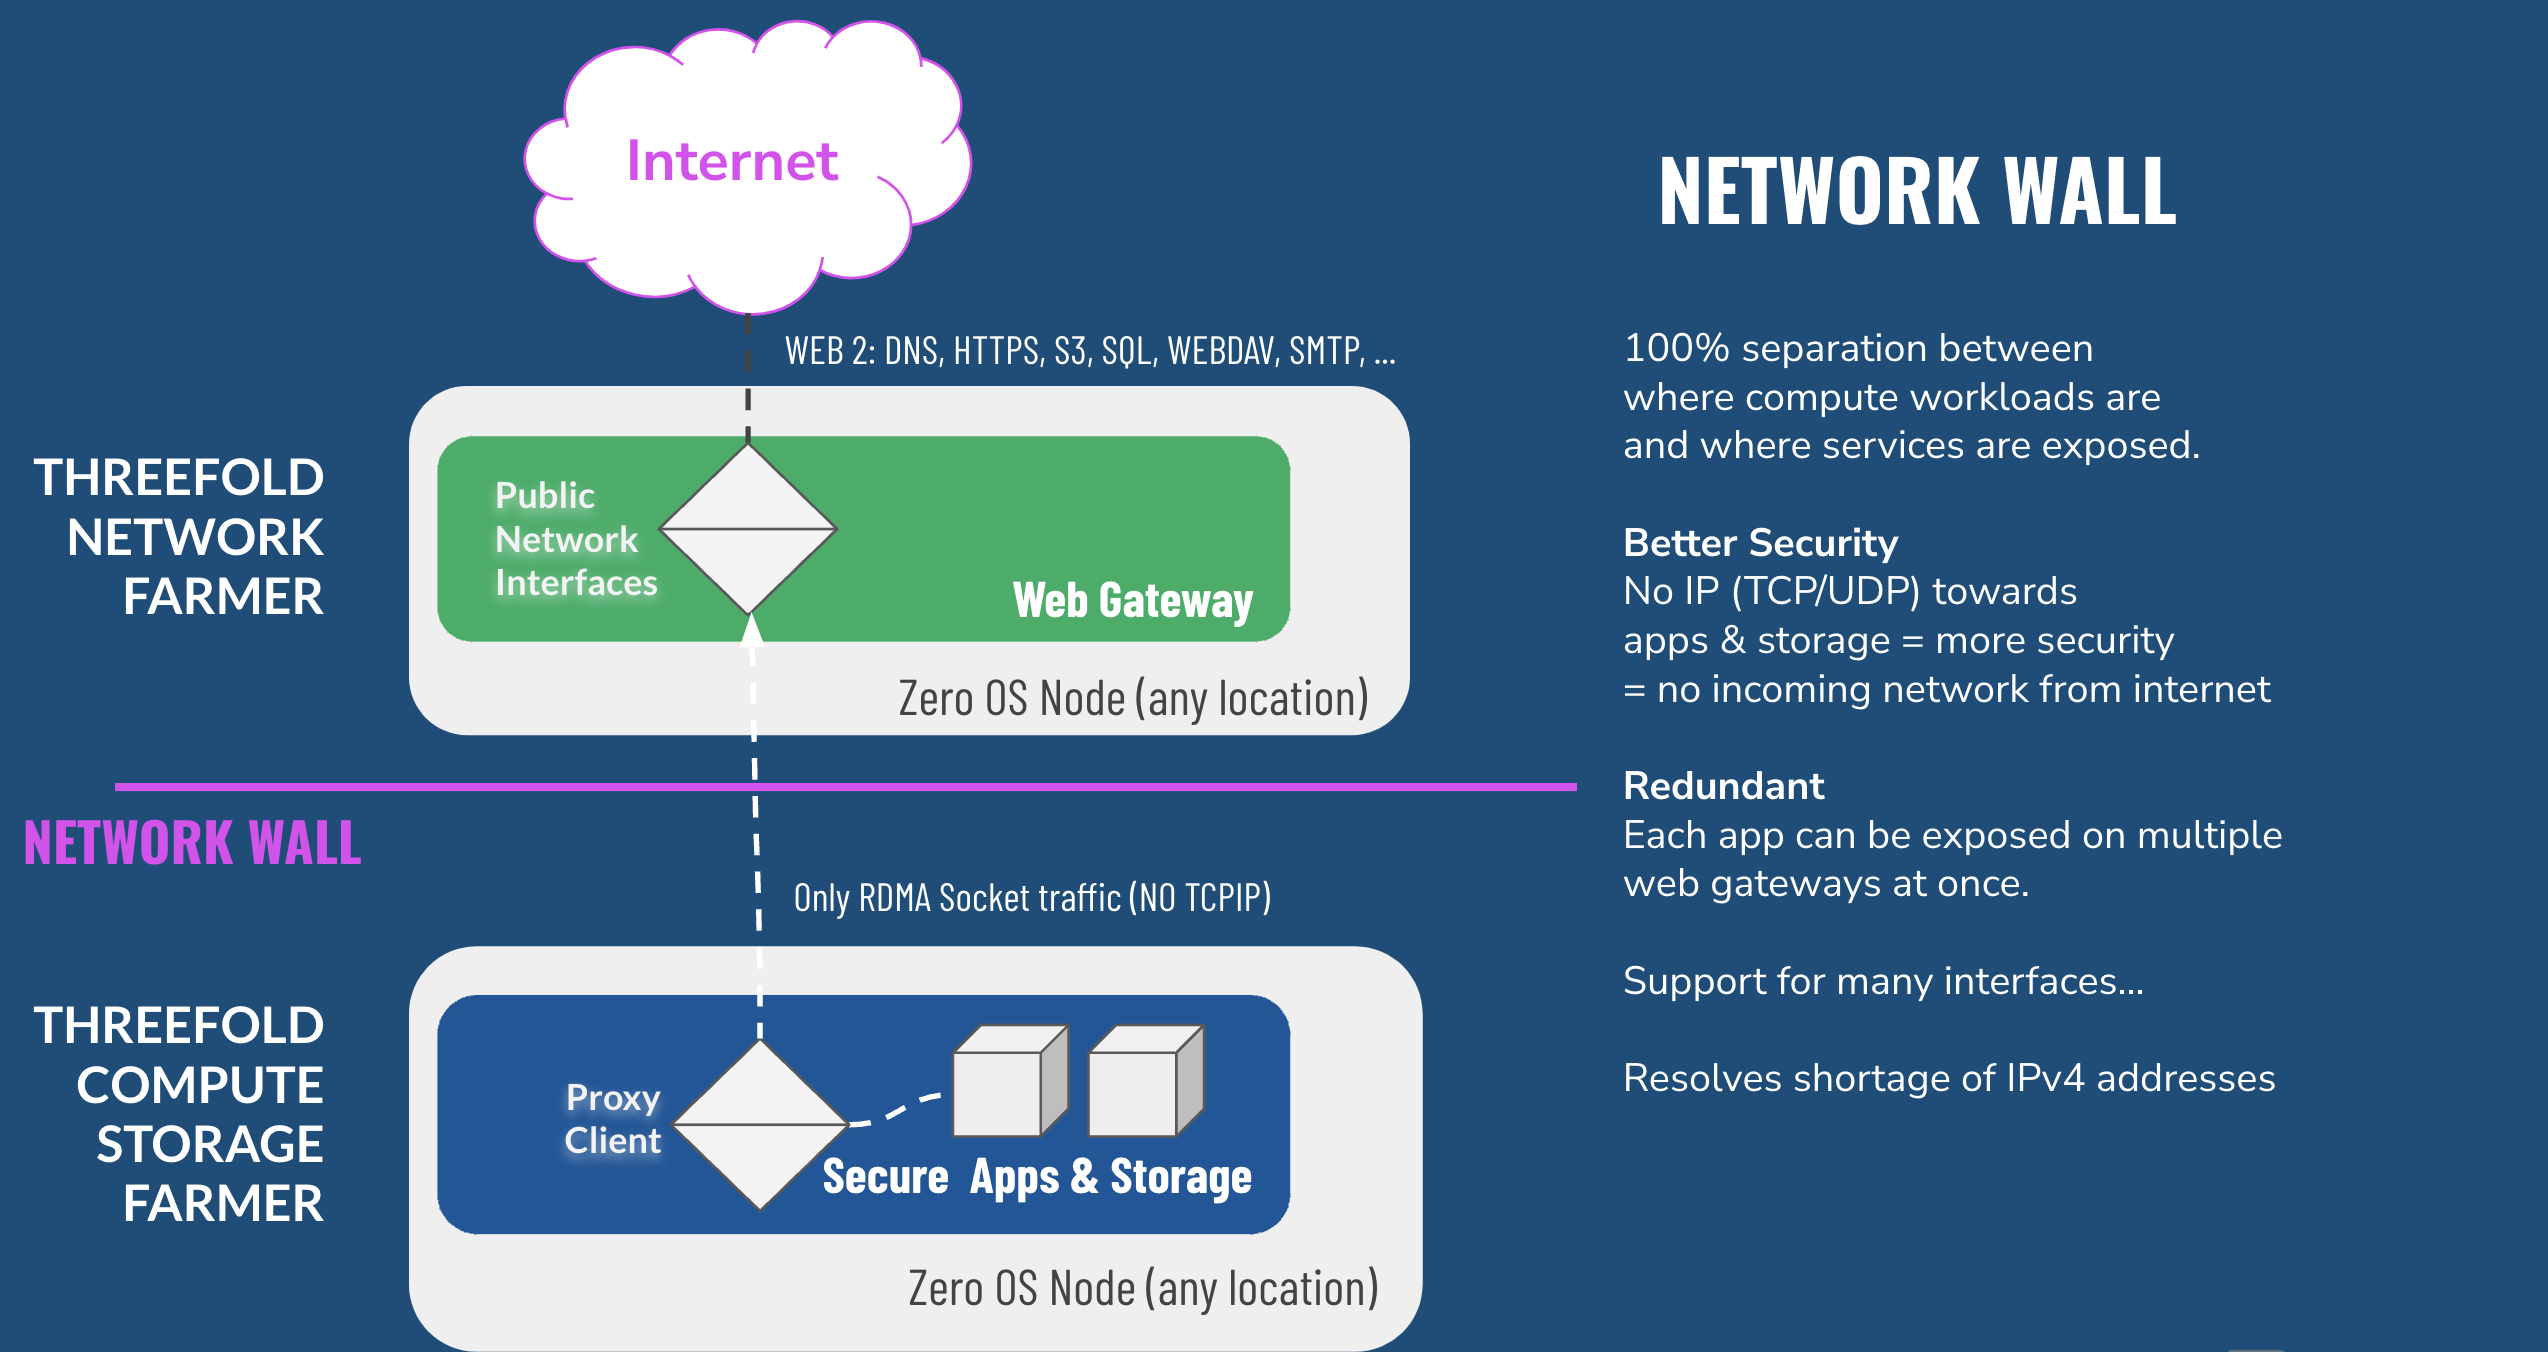 Internet
WEB 2: DNS, HTTPS, S3, SQL, WEBDAV, SMTP, ...
THREEFOLD
NETWORK
FARMER
Public
Network
Interfaces
Web Gateway
Zero OS Node (any location)
NETWORK WALL
Only RDMA Socket traffic (NO TCPIP)
THREEFOLD
COMPUTE
STORAGE
FARMER
Proxy
Client
Secure  Apps & Storage
Zero OS Node (any location)
NETWORK WALL
100% separation between
where compute workloads are
and where services are exposed.
Better Security
No IP (TCP/UDP) towards
apps & storage = more security
= no incoming network from internet
Redundant
Each app can be exposed on multiple
web gateways at once.
Support for many interfaces...
Resolves shortage of IPv4 addresses